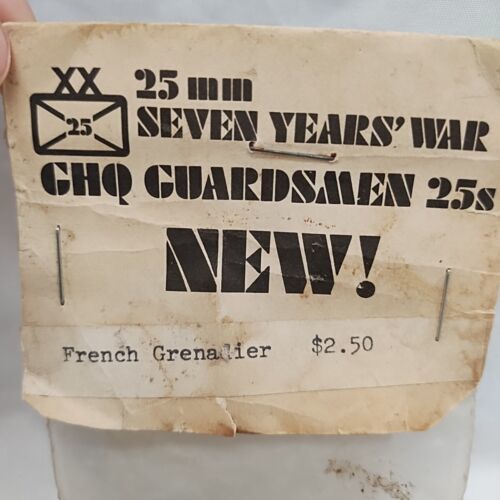 XX
25
25 mm
SEVEN YEARS' WAR
GHQ GUARDSMEN 25s
NEW!
French Grenadier $2.50